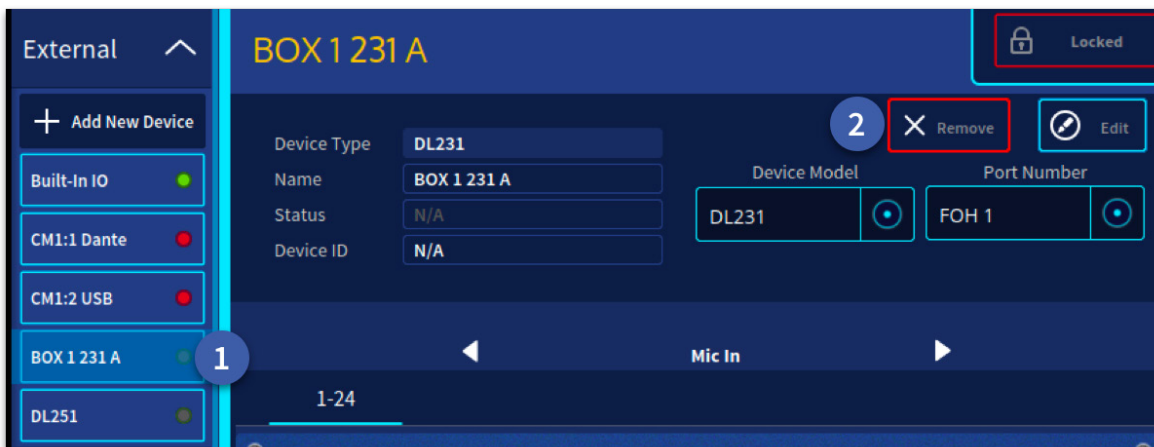 External
Add New Device
Built-In IO
CM1:1 Dante
CM1:2 USB
BOX 1 231 A
1
DL251
BOX 1 231 A
Locked
2
Remove
Edit
Device Type DL231
Name BOX 1 231 A
Status N/A
Device ID N/A
Device Model
DL231
Port Number
FOH 1
Mic In
1-24